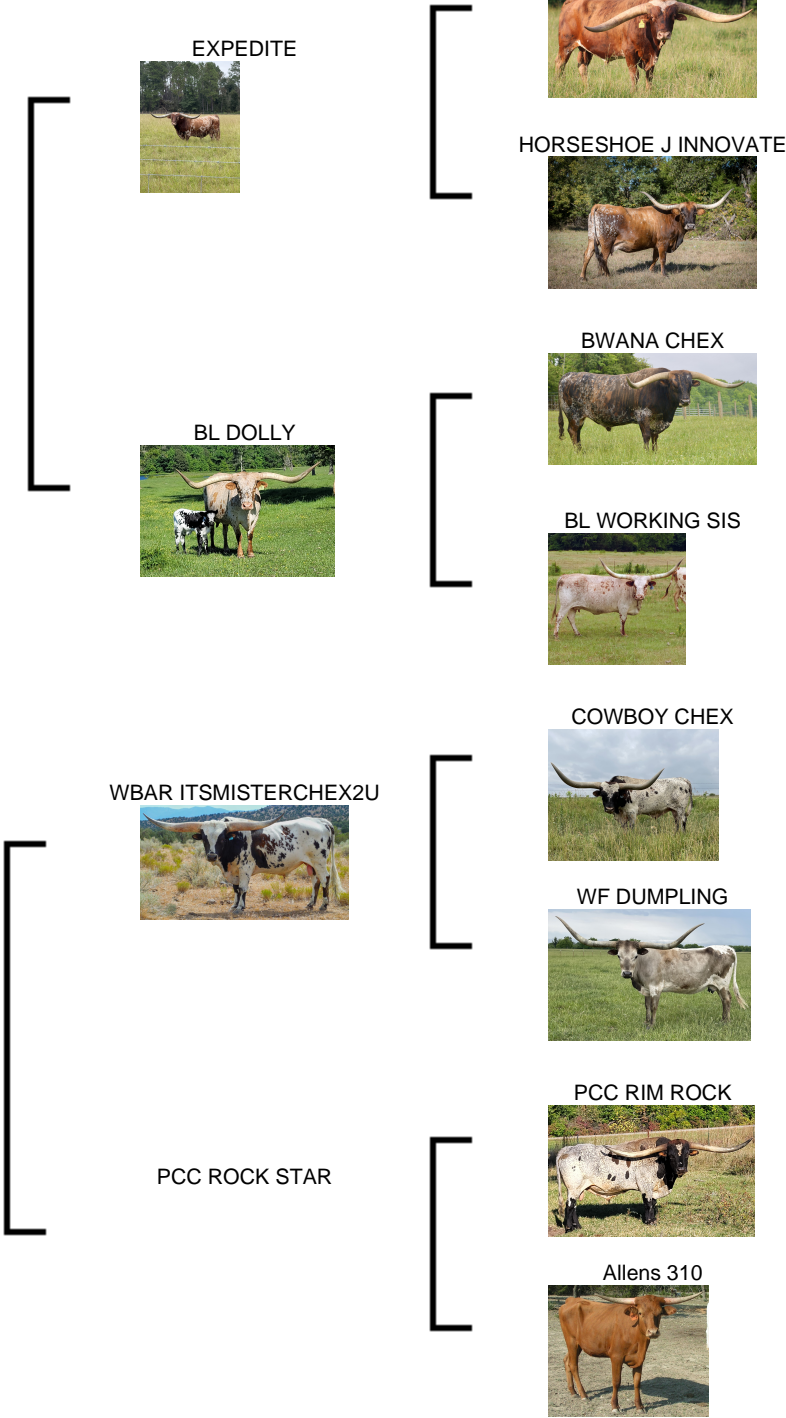 EXPEDITE
HORSESHOE J INNOVATE
BWANA CHEX
BL DOLLY
BL WORKING SIS
COWBOY CHEX
WBAR ITSMISTERCHEX2U
WF DUMPLING
PCC RIM ROCK
PCC ROCK STAR
Allens 310